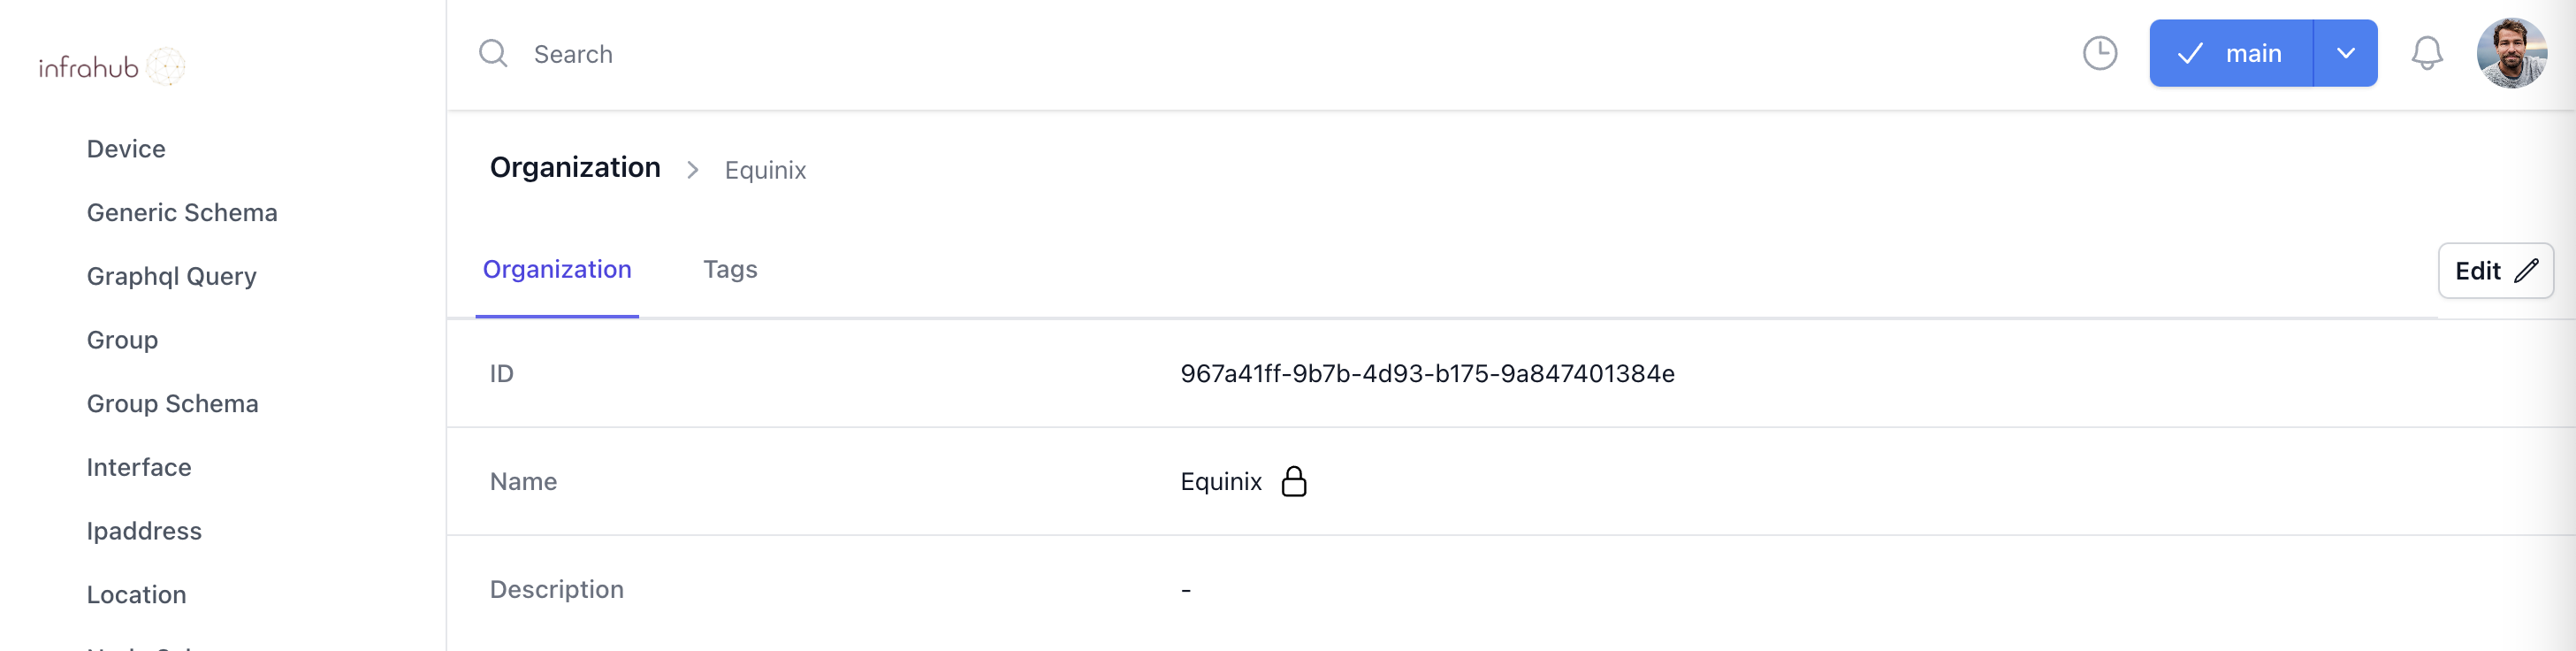 infrahub
Device
Generic Schema
Graphql Query
Group
Group Schema
Interface
Ipaddress
Location
Search
main
Organization > Equinix
Organization Tags
Edit
ID 967a41ff-9b7b-4d93-b175-9a847401384e
Name Equinix
Description -